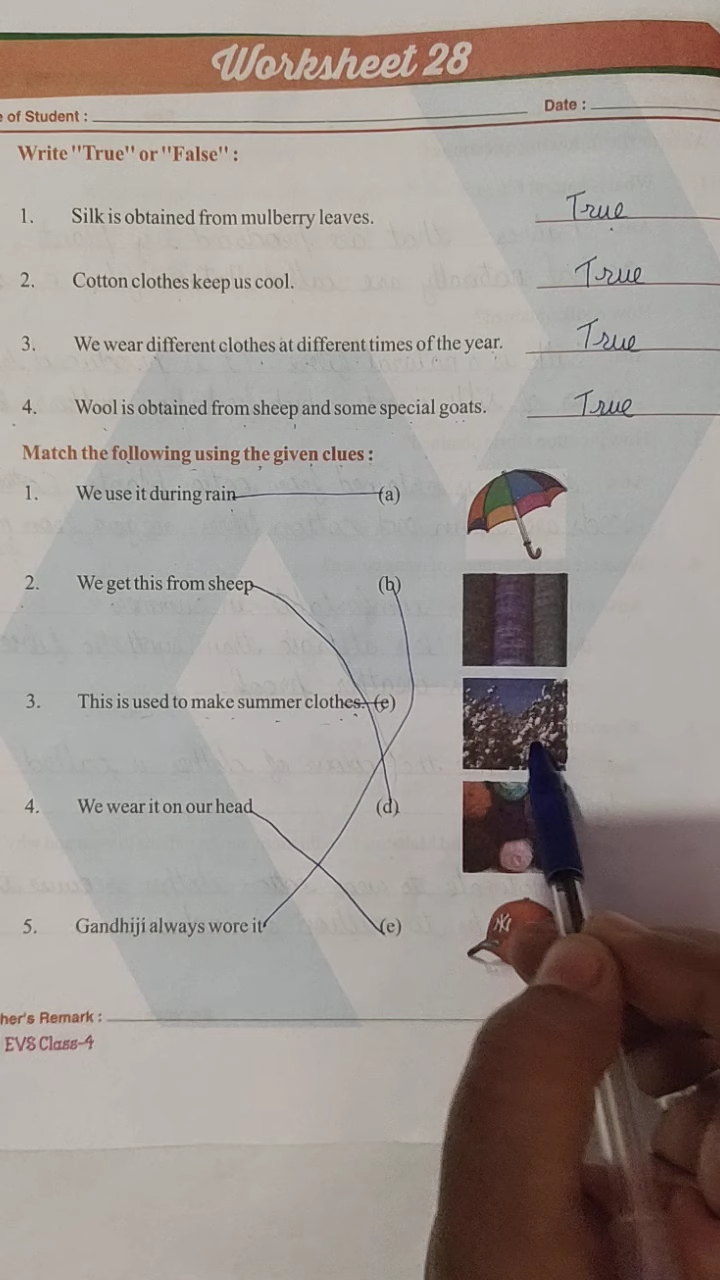 Worksheet 28
e of Student : Date :
Write "True" or "False" :
1. Silk is obtained from mulberry leaves. True
2. Cotton clothes keep us cool. True
3. We wear different clothes at different times of the year. True
4. Wool is obtained from sheep and some special goats. True
Match the following using the given clues :
1. We use it during rain (a)
2. We get this from sheep (b)
3. This is used to make summer clothes. (e)
4. We wear it on our head (d)
5. Gandhiji always wore it (e)
her's Remark :
EVS Class-4